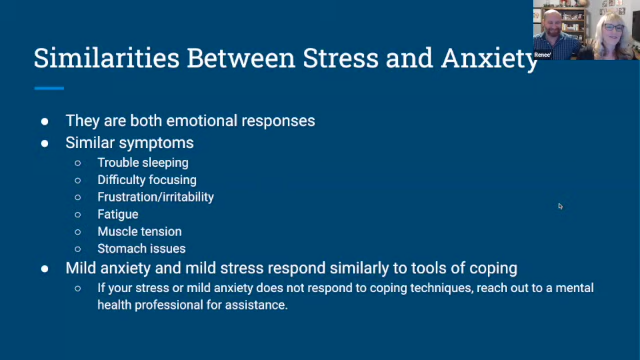 Similarities Between Stress and Anxiety
Renee'
● They are both emotional responses
● Similar symptoms
○ Trouble sleeping
○ Difficulty focusing
○ Frustration/irritability
○ Fatigue
○ Muscle tension
○ Stomach issues
● Mild anxiety and mild stress respond similarly to tools of coping
○ If your stress or mild anxiety does not respond to coping techniques, reach out to a mental
health professional for assistance.